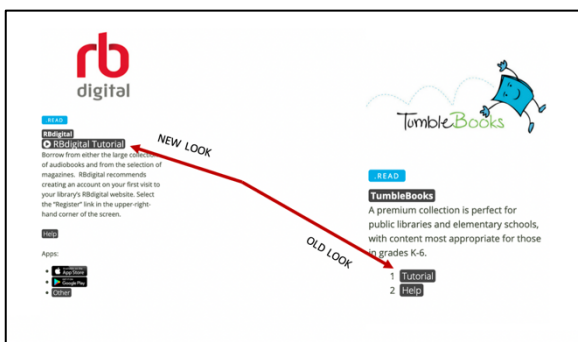 rb
digital
.READ
RBdigital
RBdigital Tutorial
Borrow from either the large collection
of audiobooks and from the selection of
magazines. RBdigital recommends
creating an account on your first visit to
your library's RBdigital website. Select
the "Register" link in the upper-right-
hand corner of the screen.
Help
Apps:
App Store
Google Play
Other
NEW LOOK
OLD LOOK
TumbleBooks
.READ
TumbleBooks
A premium collection is perfect for
public libraries and elementary schools,
with content most appropriate for those
in grades K-6.
1 Tutorial
2 Help